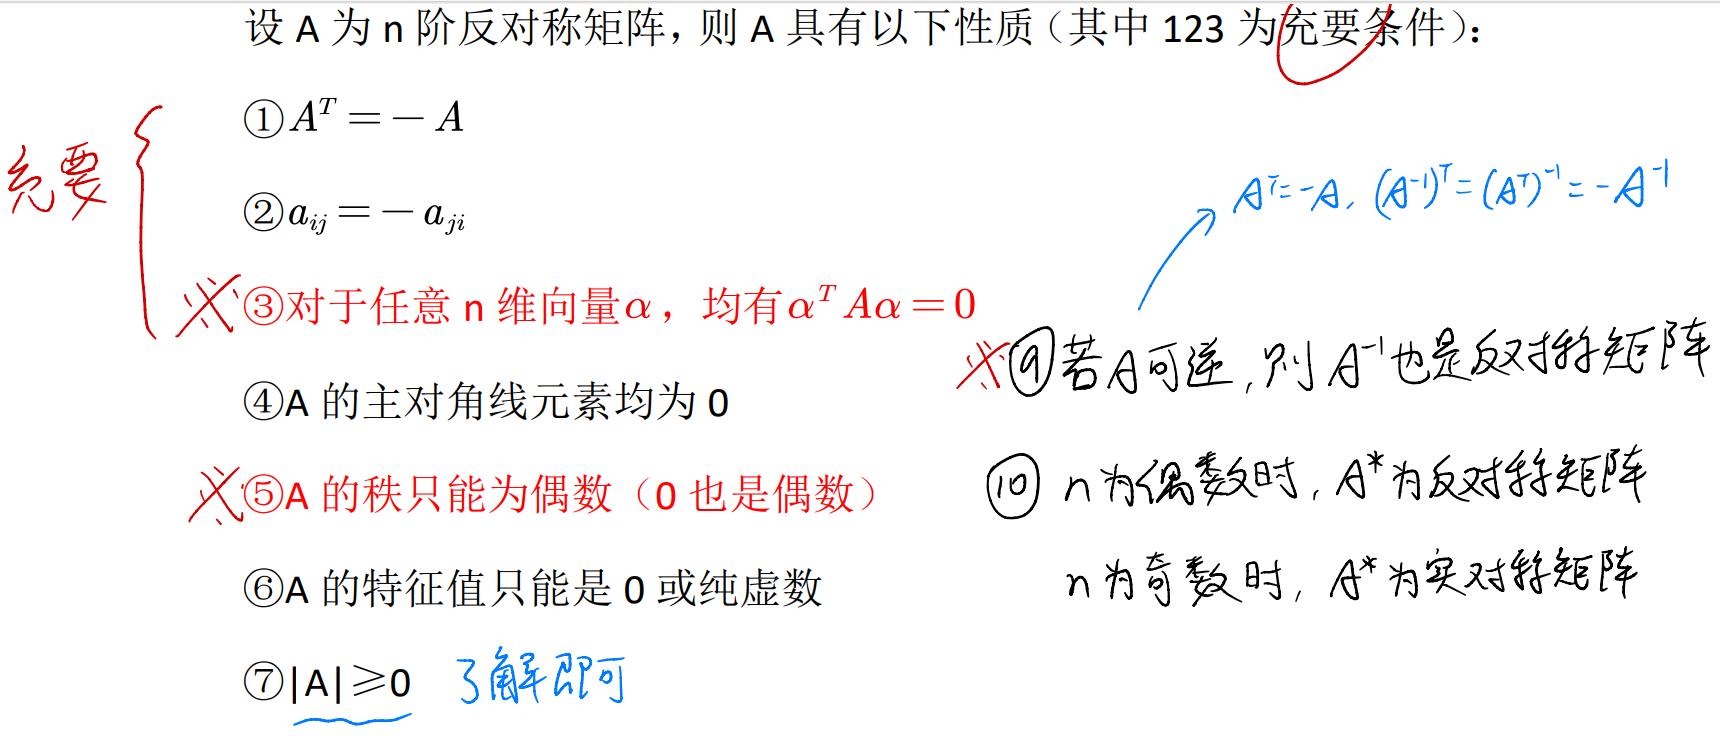 设 A 为 n 阶反对称矩阵，则 A 具有以下性质（其中 123 为充要条件）：
①A^T＝－A
充要
②a_{ij}＝－a_{ji}
A^T=-A, (A^{-1})^T=(A^T)^{-1}=-A^{-1}
※③对于任意 n 维向量α，均有α^T Aα＝0
※⑨若A可逆,则A^{-1}也是反对称矩阵
④A 的主对角线元素均为 0
※⑤A 的秩只能为偶数（0 也是偶数）
⑩n为偶数时, A*为反对称矩阵
n为奇数时, A*为实对称矩阵
⑥A 的特征值只能是 0 或纯虚数
⑦|A|≥0 了解即可